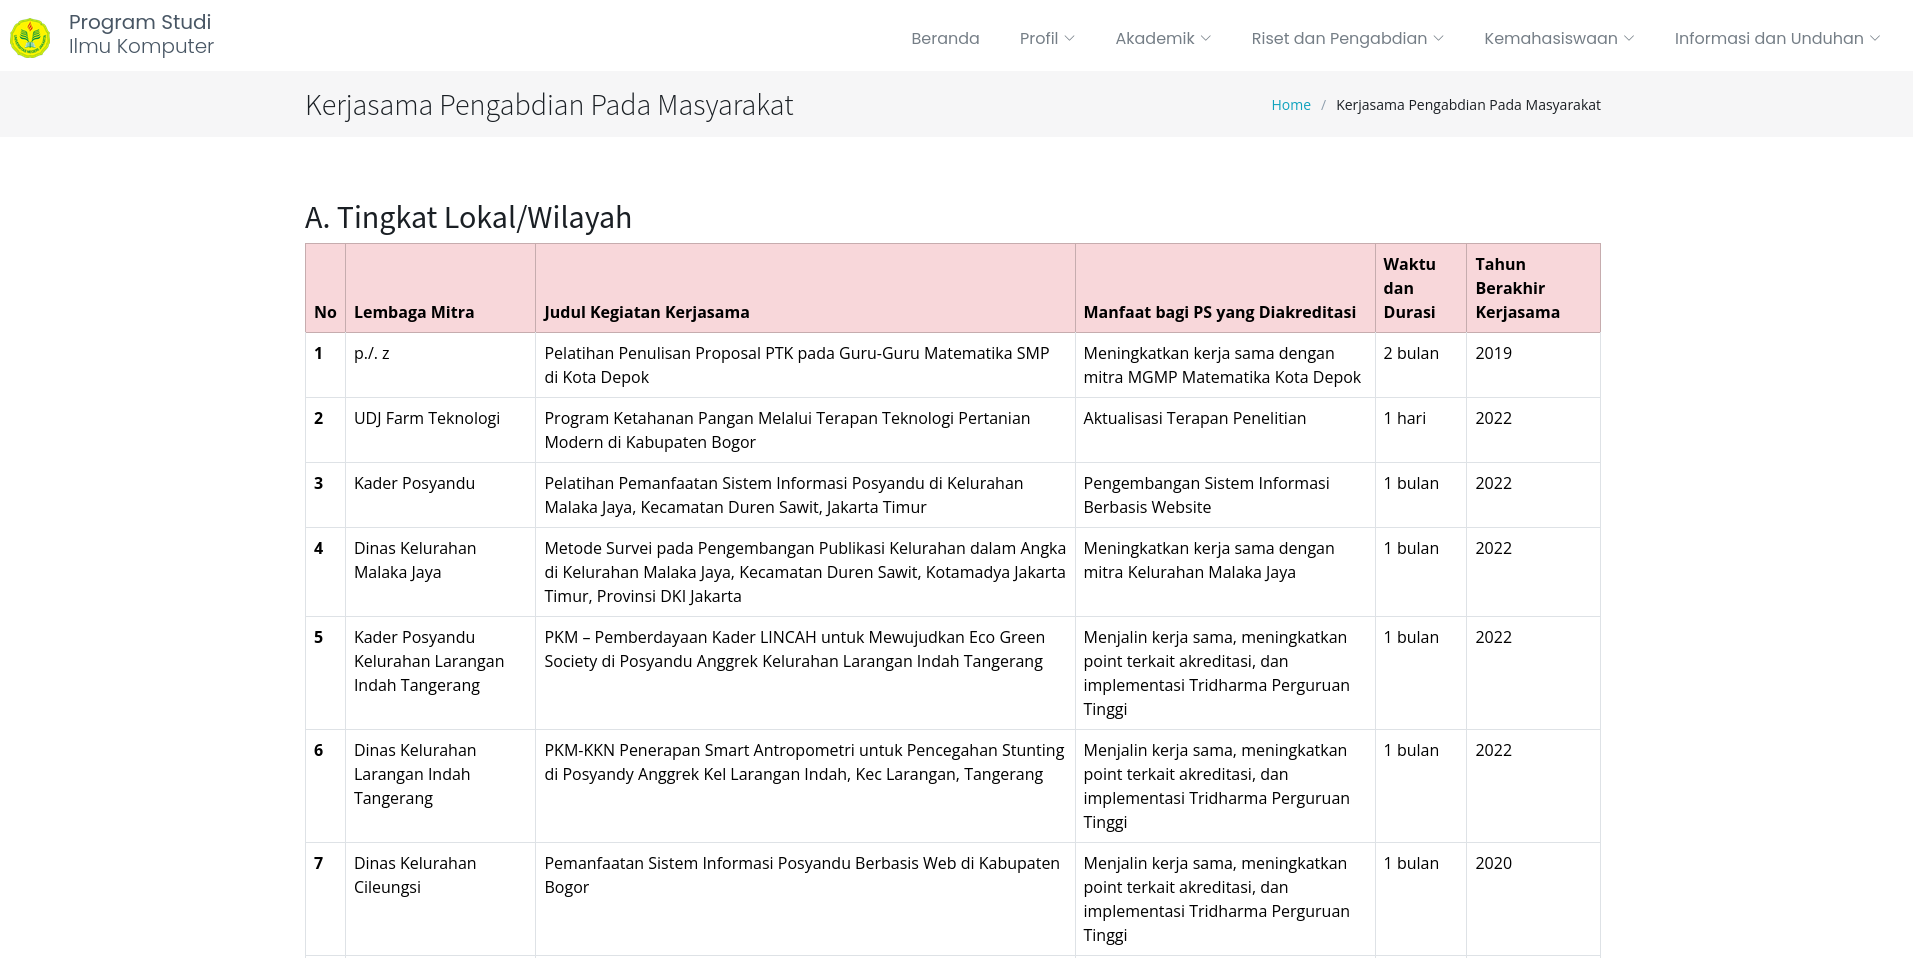 Program Studi
Ilmu Komputer
Beranda
Profil
Akademik
Riset dan Pengabdian
Kemahasiswaan
Informasi dan Unduhan
Kerjasama Pengabdian Pada Masyarakat
Home / Kerjasama Pengabdian Pada Masyarakat
A. Tingkat Lokal/Wilayah
No
Lembaga Mitra
Judul Kegiatan Kerjasama
Manfaat bagi PS yang Diakreditasi
Waktu
dan
Durasi
Tahun
Berakhir
Kerjasama
1
p./. z
Pelatihan Penulisan Proposal PTK pada Guru-Guru Matematika SMP
di Kota Depok
Meningkatkan kerja sama dengan
mitra MGMP Matematika Kota Depok
2 bulan
2019
2
UDJ Farm Teknologi
Program Ketahanan Pangan Melalui Terapan Teknologi Pertanian
Modern di Kabupaten Bogor
Aktualisasi Terapan Penelitian
1 hari
2022
3
Kader Posyandu
Pelatihan Pemanfaatan Sistem Informasi Posyandu di Kelurahan
Malaka Jaya, Kecamatan Duren Sawit, Jakarta Timur
Pengembangan Sistem Informasi
Berbasis Website
1 bulan
2022
4
Dinas Kelurahan
Malaka Jaya
Metode Survei pada Pengembangan Publikasi Kelurahan dalam Angka
di Kelurahan Malaka Jaya, Kecamatan Duren Sawit, Kotamadya Jakarta
Timur, Provinsi DKI Jakarta
Meningkatkan kerja sama dengan
mitra Kelurahan Malaka Jaya
1 bulan
2022
5
Kader Posyandu
Kelurahan Larangan
Indah Tangerang
PKM – Pemberdayaan Kader LINCAH untuk Mewujudkan Eco Green
Society di Posyandu Anggrek Kelurahan Larangan Indah Tangerang
Menjalin kerja sama, meningkatkan
point terkait akreditasi, dan
implementasi Tridharma Perguruan
Tinggi
1 bulan
2022
6
Dinas Kelurahan
Larangan Indah
Tangerang
PKM-KKN Penerapan Smart Antropometri untuk Pencegahan Stunting
di Posyandy Anggrek Kel Larangan Indah, Kec Larangan, Tangerang
Menjalin kerja sama, meningkatkan
point terkait akreditasi, dan
implementasi Tridharma Perguruan
Tinggi
1 bulan
2022
7
Dinas Kelurahan
Cileungsi
Pemanfaatan Sistem Informasi Posyandu Berbasis Web di Kabupaten
Bogor
Menjalin kerja sama, meningkatkan
point terkait akreditasi, dan
implementasi Tridharma Perguruan
Tinggi
1 bulan
2020